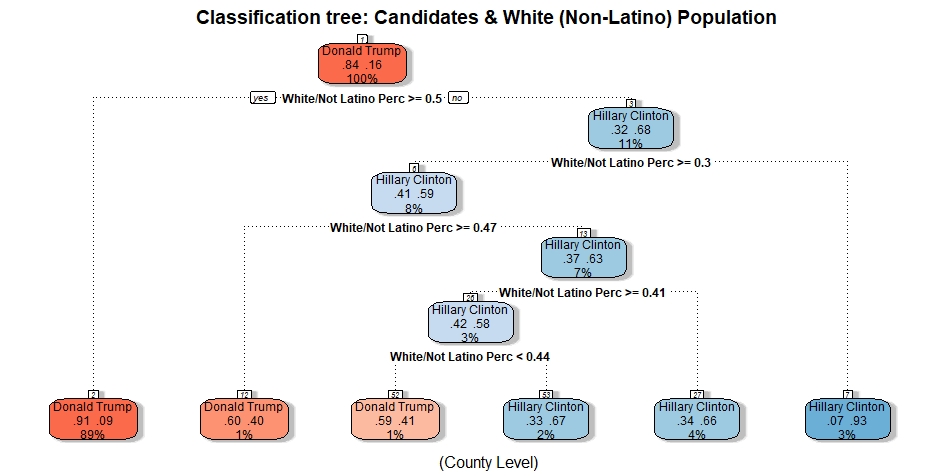 Classification tree: Candidates & White (Non-Latino) Population
1
Donald Trump
.84 .16
100%
yes White/Not Latino Perc >= 0.5 no
3
Hillary Clinton
.32 .68
11%
White/Not Latino Perc >= 0.3
6
Hillary Clinton
.41 .59
8%
White/Not Latino Perc >= 0.47
13
Hillary Clinton
.37 .63
7%
White/Not Latino Perc >= 0.41
26
Hillary Clinton
.42 .58
3%
White/Not Latino Perc < 0.44
2
Donald Trump
.91 .09
89%
12
Donald Trump
.60 .40
1%
52
Donald Trump
.59 .41
1%
53
Hillary Clinton
.33 .67
2%
27
Hillary Clinton
.34 .66
4%
7
Hillary Clinton
.07 .93
3%
(County Level)